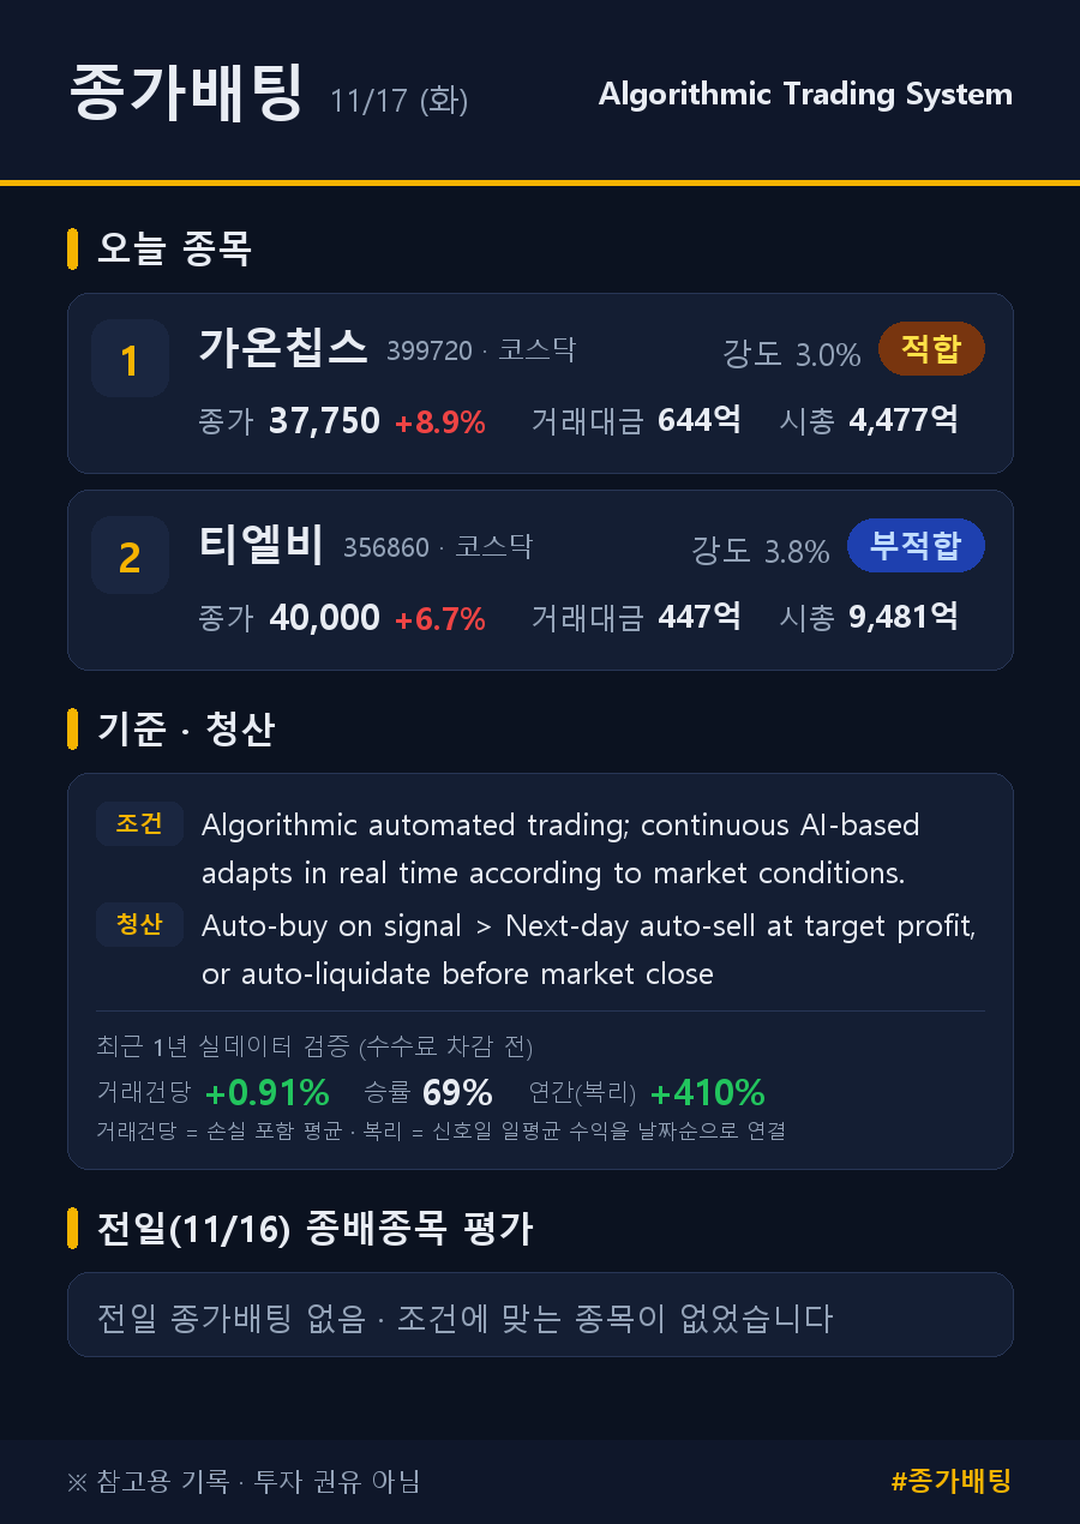 종가배팅 11/17 (화) Algorithmic Trading System
오늘 종목
1 가온칩스 399720 · 코스닥 강도 3.0% 적합
종가 37,750 +8.9% 거래대금 644억 시총 4,477억
2 티엘비 356860 · 코스닥 강도 3.8% 부적합
종가 40,000 +6.7% 거래대금 447억 시총 9,481억
기준 · 청산
조건 Algorithmic automated trading; continuous AI-based
adapts in real time according to market conditions.
청산 Auto-buy on signal > Next-day auto-sell at target profit,
or auto-liquidate before market close
최근 1년 실데이터 검증 (수수료 차감 전)
거래건당 +0.91% 승률 69% 연간(복리) +410%
거래건당 = 손실 포함 평균 · 복리 = 신호일 일평균 수익을 날짜순으로 연결
전일(11/16) 종배종목 평가
전일 종가배팅 없음 · 조건에 맞는 종목이 없었습니다
※ 참고용 기록 · 투자 권유 아님 #종가배팅